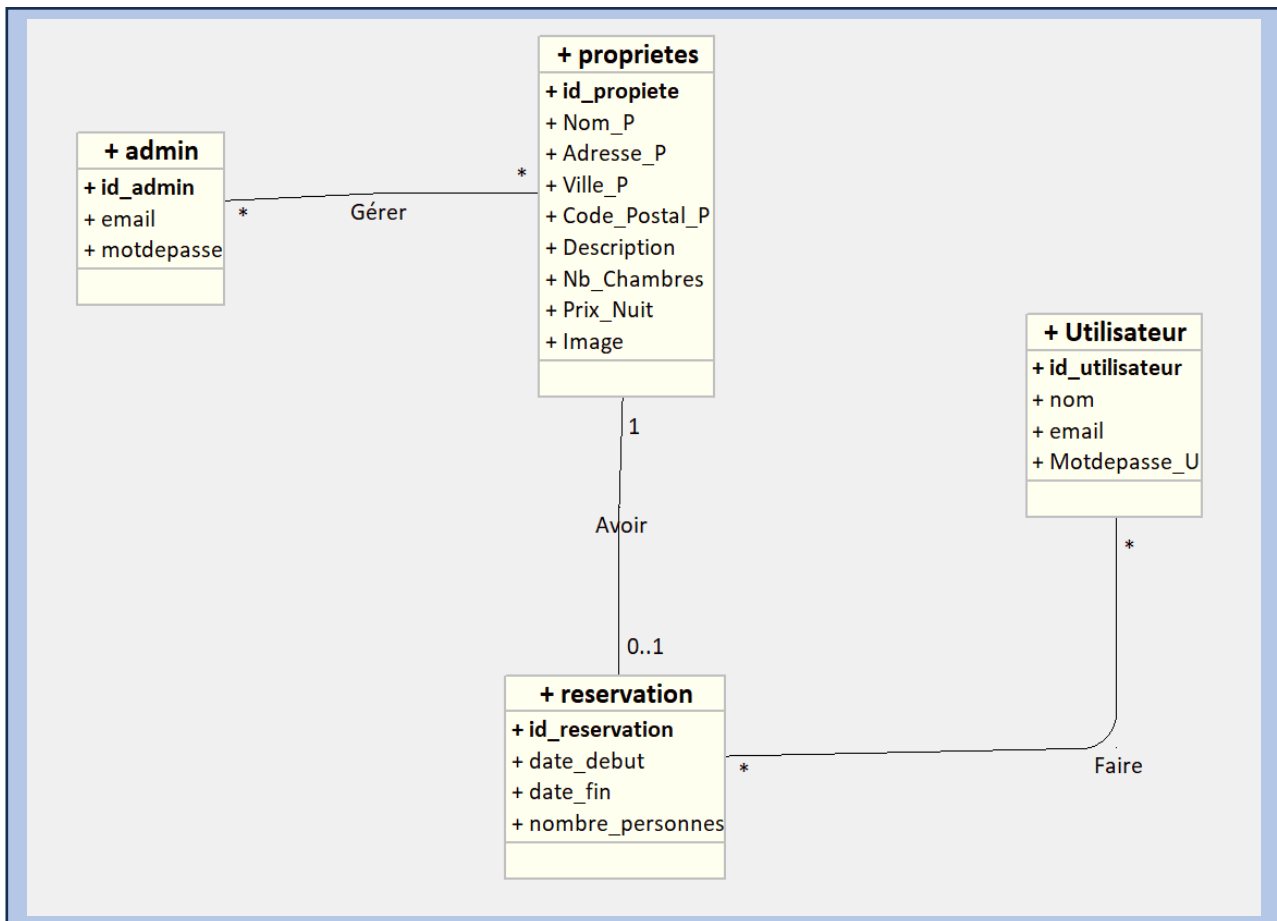 + proprietes
+ id_propiete
+ Nom_P
+ Adresse_P
+ Ville_P
+ Code_Postal_P
+ Description
+ Nb_Chambres
+ Prix_Nuit
+ Image
+ admin
+ id_admin
+ email
+ motdepasse
*
Gérer
*
+ Utilisateur
+ id_utilisateur
+ nom
+ email
+ Motdepasse_U
1
Avoir
0..1
*
+ reservation
+ id_reservation
+ date_debut
+ date_fin
+ nombre_personnes
*
Faire